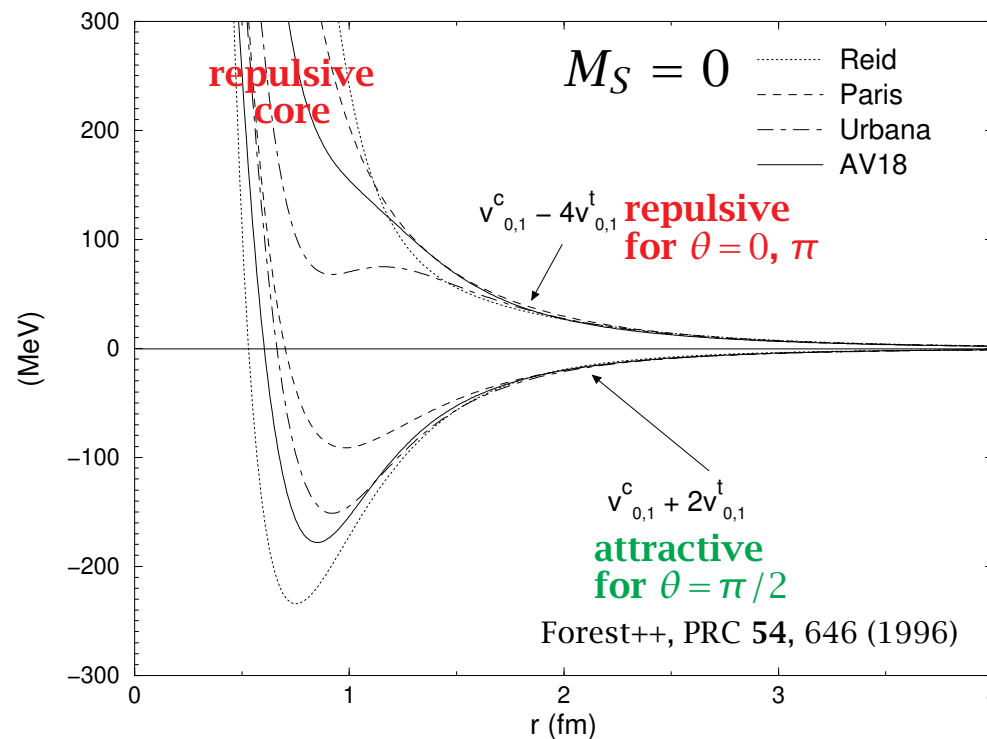 300
200
100
0
−100
−200
−300
(MeV)
repulsive
core
M_S = 0
Reid
Paris
Urbana
AV18
v^c_{0,1} − 4v^t_{0,1} repulsive
for θ = 0, π
v^c_{0,1} + 2v^t_{0,1}
attractive
for θ = π/2
Forest++, PRC 54, 646 (1996)
0 1 2 3
r (fm)